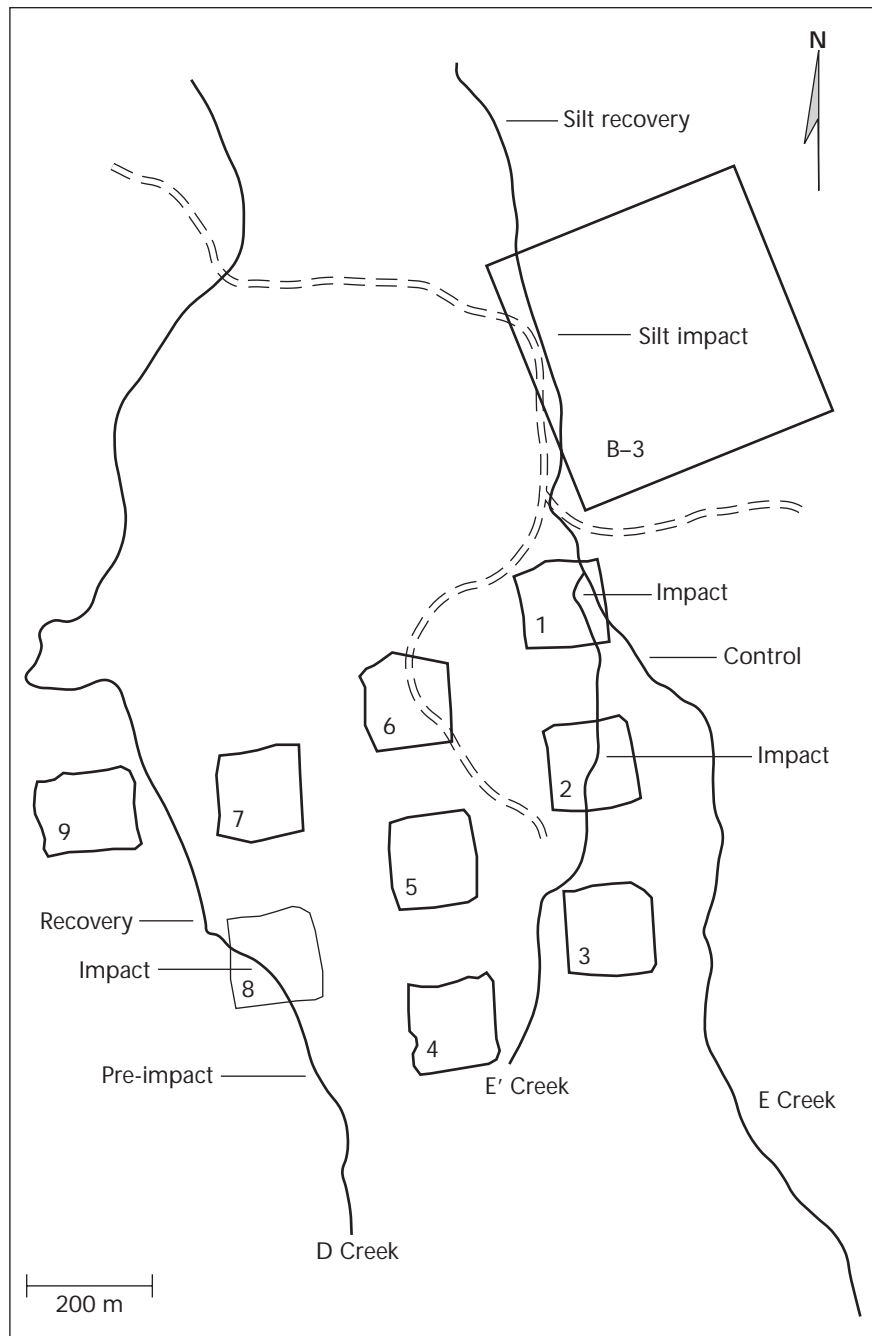 N
Silt recovery
Silt impact
B–3
Impact
1
Control
6
Impact
2
7
9
5
Recovery
3
Impact
8
4
Pre-impact
E' Creek
E Creek
D Creek
200 m